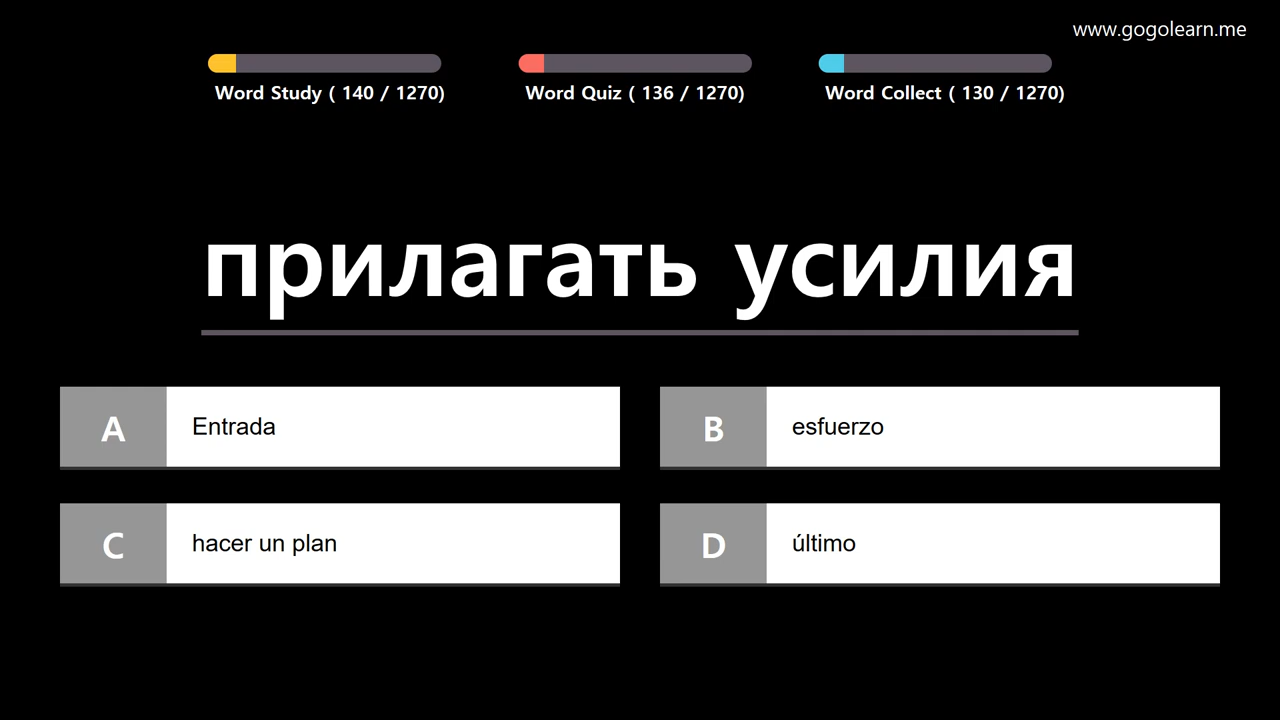 www.gogolearn.me
Word Study ( 140 / 1270)
Word Quiz ( 136 / 1270)
Word Collect ( 130 / 1270)
прилагать усилия
A Entrada
B esfuerzo
C hacer un plan
D último